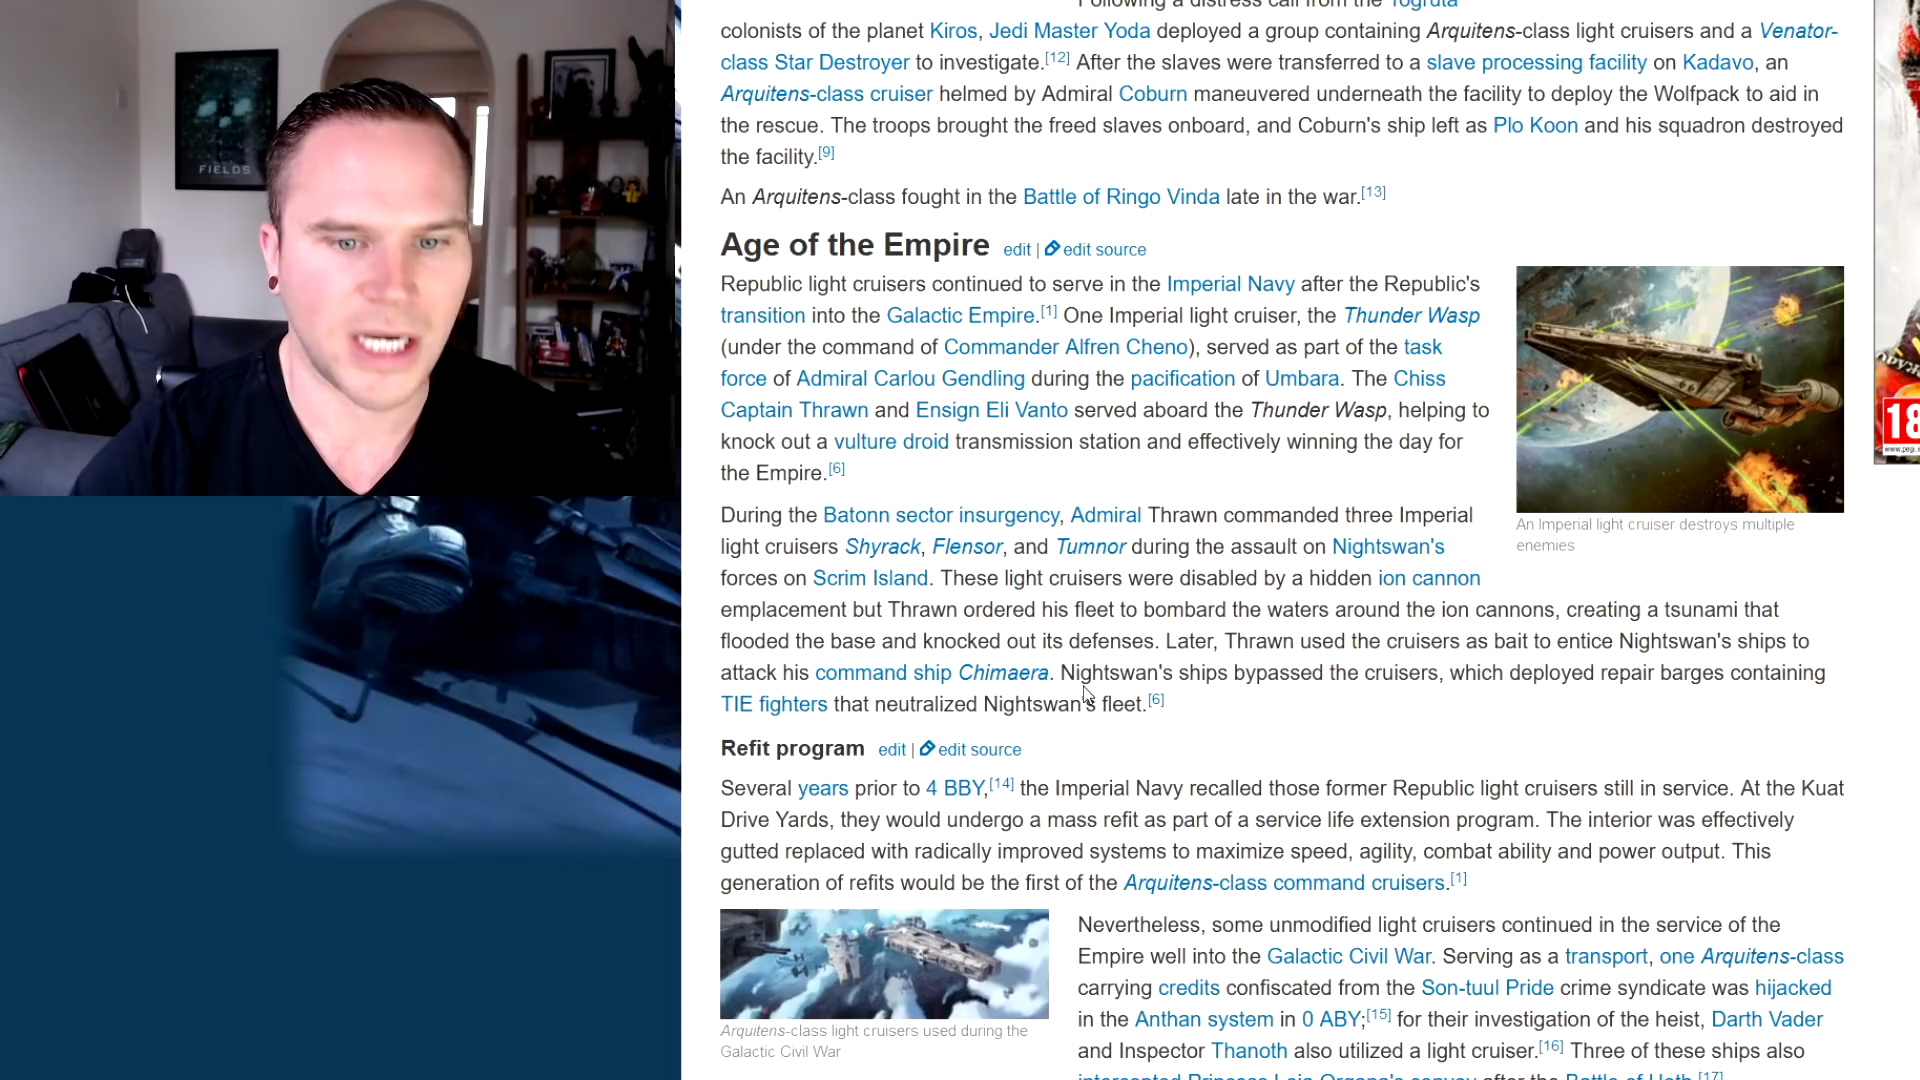 FIELDS
Following a distress call from the Togruta
colonists of the planet Kiros, Jedi Master Yoda deployed a group containing Arquitens-class light cruisers and a Venator-
class Star Destroyer to investigate.[12] After the slaves were transferred to a slave processing facility on Kadavo, an
Arquitens-class cruiser helmed by Admiral Coburn maneuvered underneath the facility to deploy the Wolfpack to aid in
the rescue. The troops brought the freed slaves onboard, and Coburn's ship left as Plo Koon and his squadron destroyed
the facility.[9]
An Arquitens-class fought in the Battle of Ringo Vinda late in the war.[13]
Age of the Empire edit | edit source
Republic light cruisers continued to serve in the Imperial Navy after the Republic's
transition into the Galactic Empire.[1] One Imperial light cruiser, the Thunder Wasp
(under the command of Commander Alfren Cheno), served as part of the task
force of Admiral Carlou Gendling during the pacification of Umbara. The Chiss
Captain Thrawn and Ensign Eli Vanto served aboard the Thunder Wasp, helping to
knock out a vulture droid transmission station and effectively winning the day for
the Empire.[6]
An Imperial light cruiser destroys multiple
enemies
During the Batonn sector insurgency, Admiral Thrawn commanded three Imperial
light cruisers Shyrack, Flensor, and Tumnor during the assault on Nightswan's
forces on Scrim Island. These light cruisers were disabled by a hidden ion cannon
emplacement but Thrawn ordered his fleet to bombard the waters around the ion cannons, creating a tsunami that
flooded the base and knocked out its defenses. Later, Thrawn used the cruisers as bait to entice Nightswan's ships to
attack his command ship Chimaera. Nightswan's ships bypassed the cruisers, which deployed repair barges containing
TIE fighters that neutralized Nightswan's fleet.[6]
Refit program edit | edit source
Several years prior to 4 BBY,[14] the Imperial Navy recalled those former Republic light cruisers still in service. At the Kuat
Drive Yards, they would undergo a mass refit as part of a service life extension program. The interior was effectively
gutted replaced with radically improved systems to maximize speed, agility, combat ability and power output. This
generation of refits would be the first of the Arquitens-class command cruisers.[1]
Arquitens-class light cruisers used during the
Galactic Civil War
Nevertheless, some unmodified light cruisers continued in the service of the
Empire well into the Galactic Civil War. Serving as a transport, one Arquitens-class
carrying credits confiscated from the Son-tuul Pride crime syndicate was hijacked
in the Anthan system in 0 ABY;[15] for their investigation of the heist, Darth Vader
and Inspector Thanoth also utilized a light cruiser.[16] Three of these ships also
intercepted Princess Leia Organa's convoy after the Battle of Hoth.[17]
18